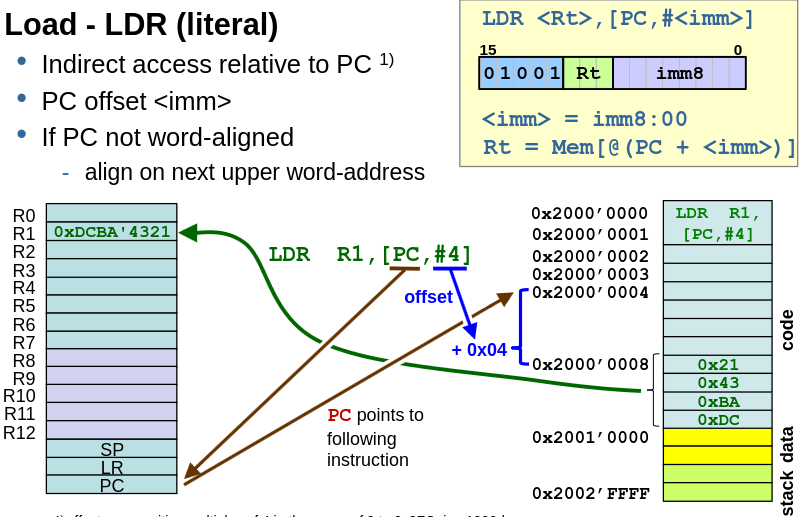 Load - LDR (literal)
• Indirect access relative to PC 1)
• PC offset <imm>
• If PC not word-aligned
- align on next upper word-address
LDR <Rt>,[PC,#<imm>]
15 0
0 1 0 0 1 Rt imm8
<imm> = imm8:00
Rt = Mem[@(PC + <imm>)]
R0
R1 0xDCBA'4321
R2
R3
R4
R5
R6
R7
R8
R9
R10
R11
R12
SP
LR
PC
LDR R1,[PC,#4]
offset
+ 0x04
PC points to
following
instruction
0x2000'0000 LDR R1,
0x2000'0001 [PC,#4]
0x2000'0002
0x2000'0003
0x2000'0004
0x2000'0008 0x21
0x43
0xBA
0xDC
0x2001'0000
0x2002'FFFF
code
data
stack